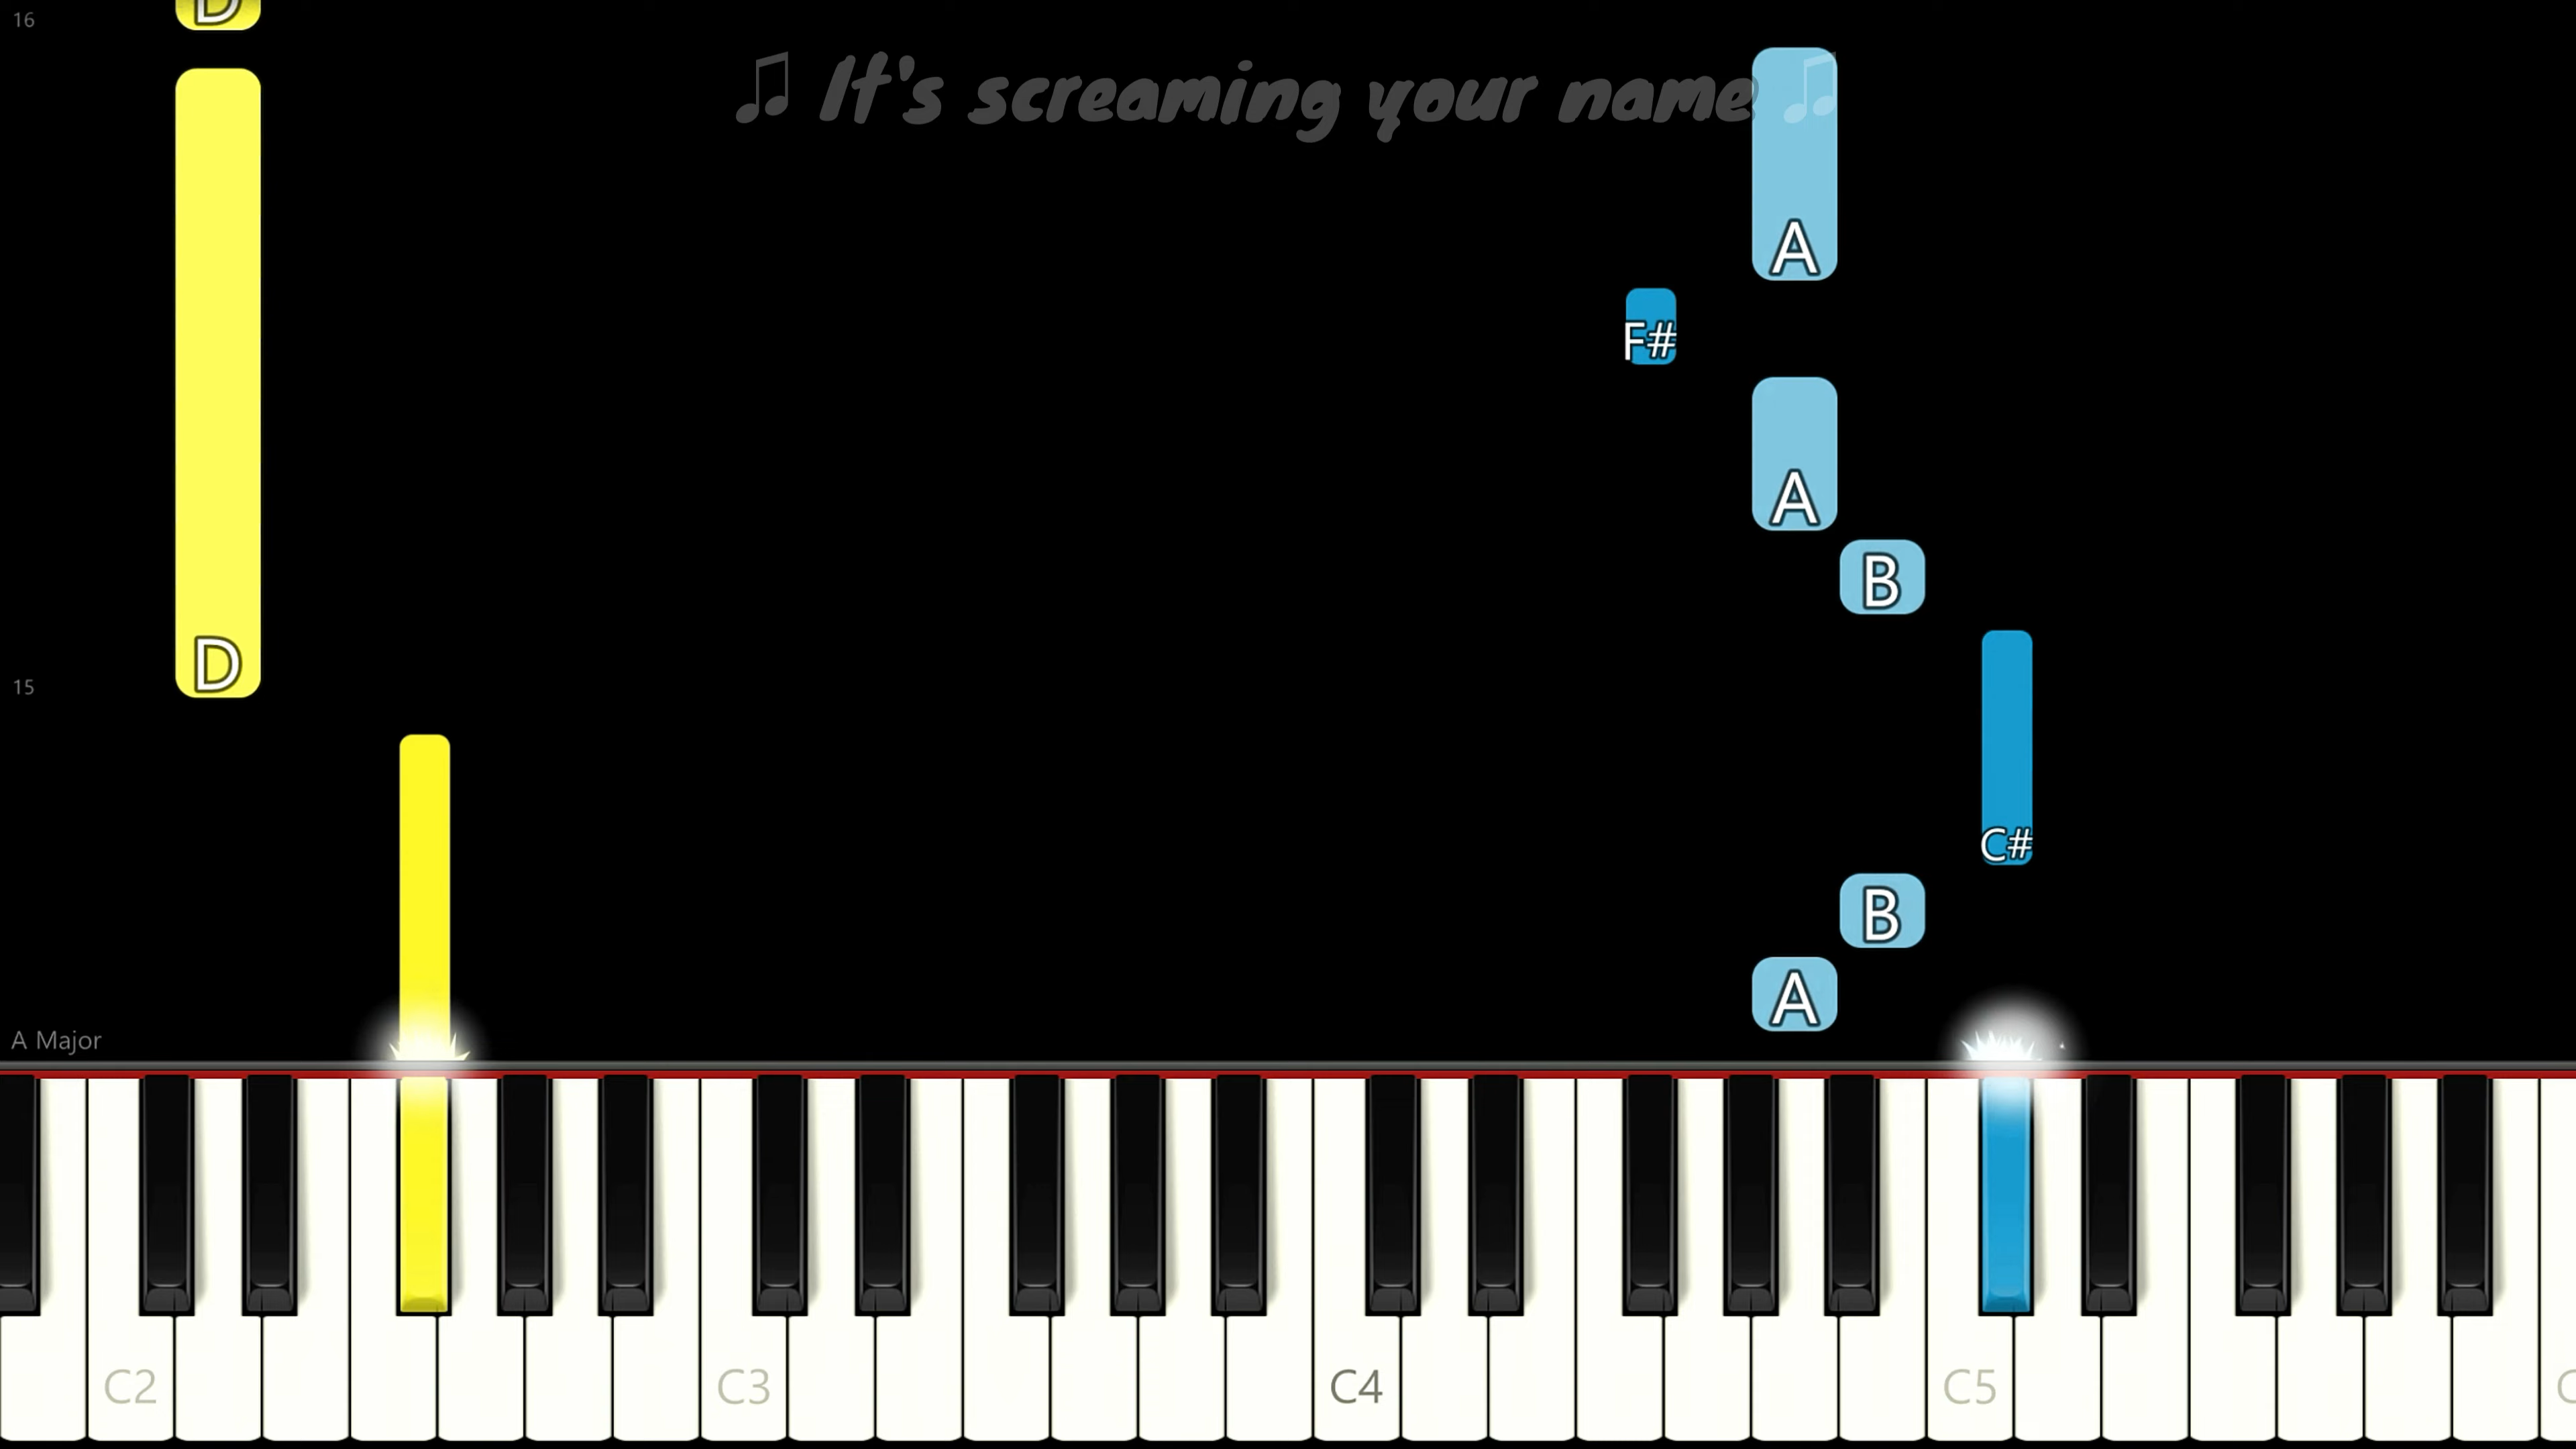 16
D
♫ It's screaming your name ♫
A
F#
A
B
D
15
C#
B
A
A Major
C2 C3 C4 C5 C